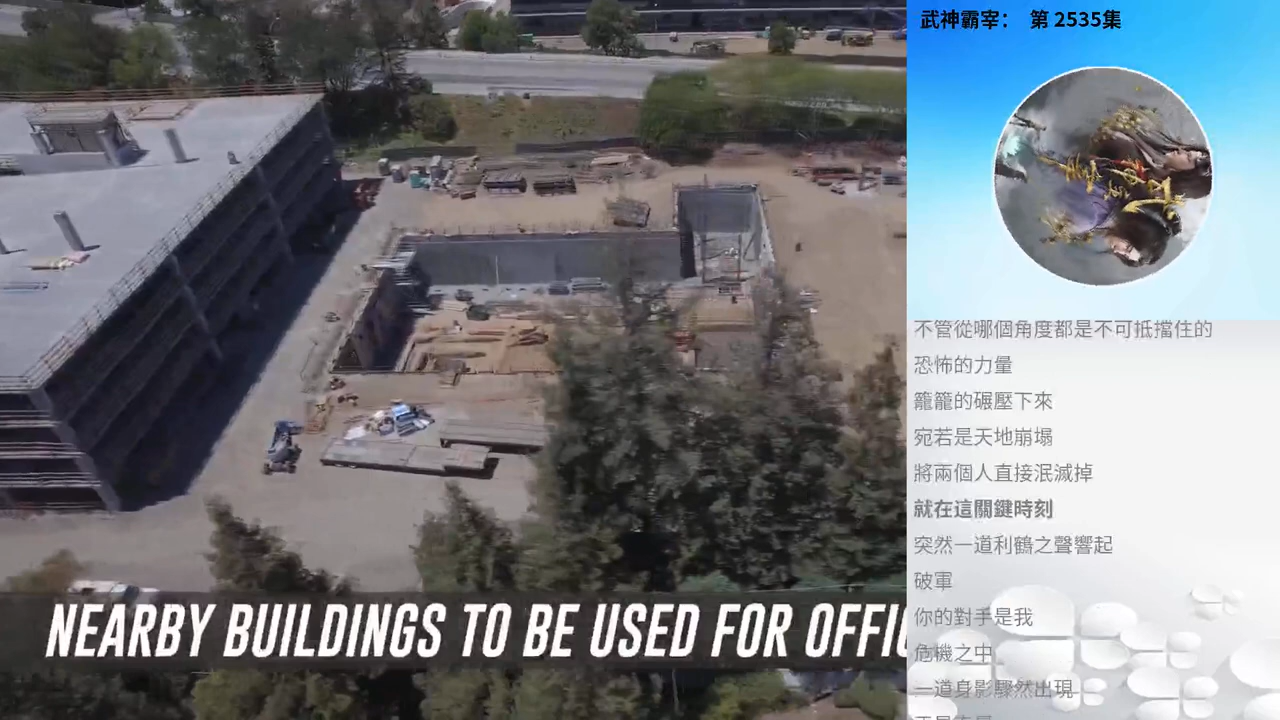 武神霸宰： 第 2535集
不管從哪個角度都是不可抵擋住的
恐怖的力量
籠籠的碾壓下來
宛若是天地崩塌
將兩個人直接泯滅掉
就在這關鍵時刻
突然一道利鶴之聲響起
破軍
你的對手是我
危機之中
一道身影驟然出現
NEARBY BUILDINGS TO BE USED FOR OFFIC